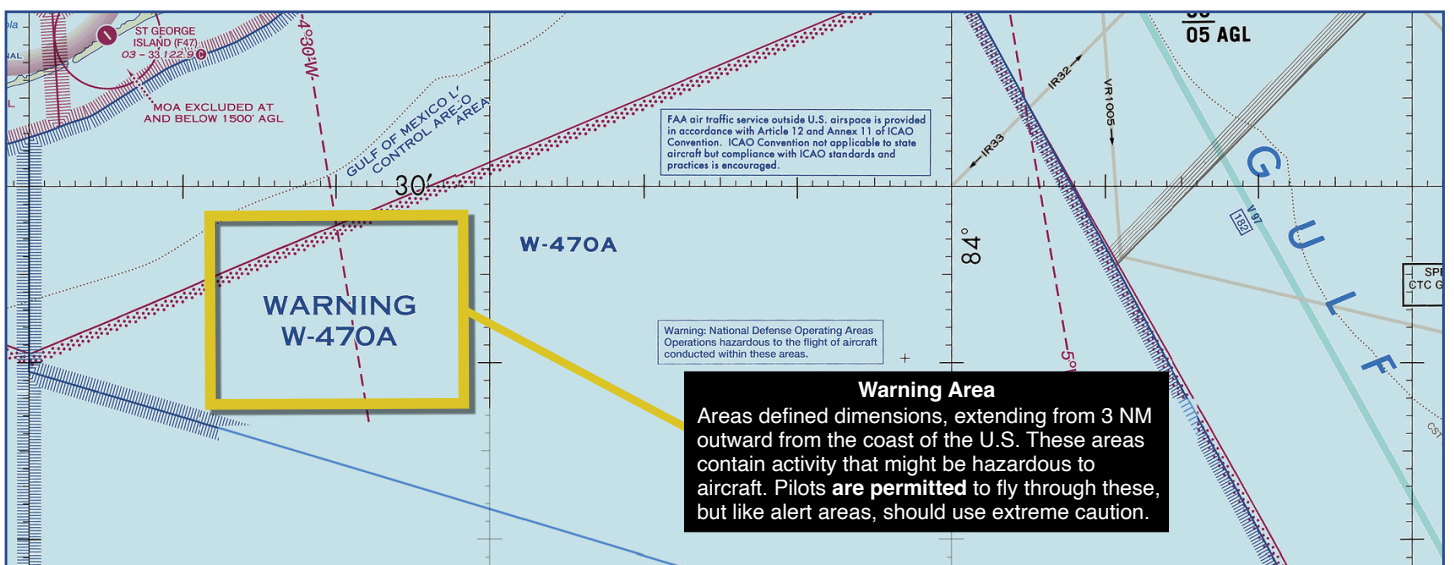 ST GEORGE
ISLAND (F47)
03 – 33 122.9 C
MOA EXCLUDED AT
AND BELOW 1500' AGL
4°30'W
GULF OF MEXICO
CONTROL AREA
30'
FAA air traffic service outside U.S. airspace is provided
in accordance with Article 12 and Annex 11 of ICAO
Convention. ICAO Convention not applicable to state
aircraft but compliance with ICAO standards and
practices is encouraged.
05 AGL
IR32
IR33
VR1005
GULF
V 97
182
84°
W-470A
WARNING
W-470A
Warning: National Defense Operating Areas
Operations hazardous to the flight of aircraft
conducted within these areas.
5°
CTC
Warning Area
Areas defined dimensions, extending from 3 NM
outward from the coast of the U.S. These areas
contain activity that might be hazardous to
aircraft. Pilots are permitted to fly through these,
but like alert areas, should use extreme caution.